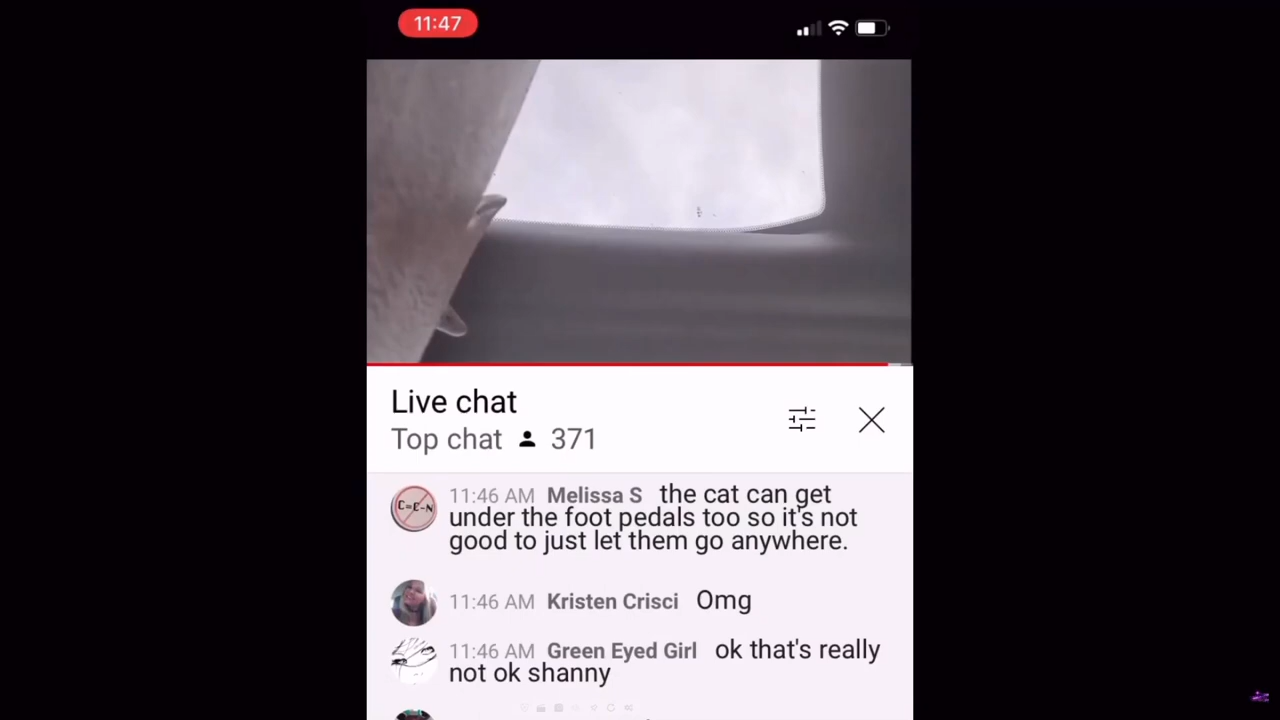 11:47
Live chat
Top chat 371
C=C-N
11:46 AM Melissa S the cat can get
under the foot pedals too so it's not
good to just let them go anywhere.
11:46 AM Kristen Crisci Omg
11:46 AM Green Eyed Girl ok that's really
not ok shanny